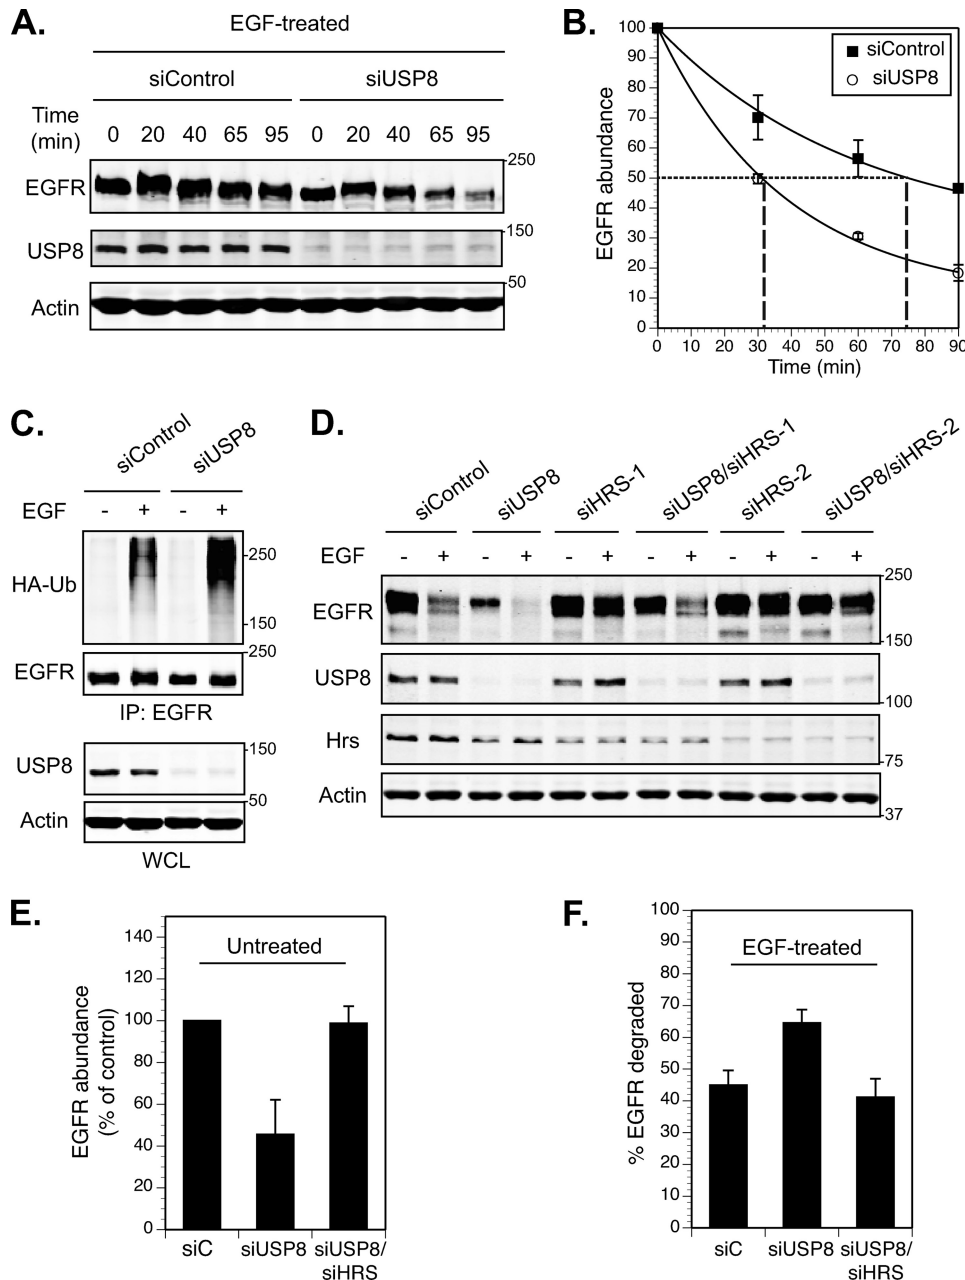 A.
EGF-treated
siControl siUSP8
Time (min) 0 20 40 65 95 0 20 40 65 95
EGFR 250
USP8 150
Actin 50
B.
siControl
siUSP8
EGFR abundance
100
90
80
70
60
50
40
30
20
10
0
0 10 20 30 40 50 60 70 80 90
Time (min)
C.
siControl siUSP8
EGF - + - +
HA-Ub 250
150
EGFR 250
IP: EGFR
USP8 150
Actin 50
WCL
D.
siControl siUSP8 siHRS-1 siUSP8/siHRS-1 siHRS-2 siUSP8/siHRS-2
EGF - + - + - + - + - + - +
EGFR 250
150
USP8
100
Hrs
75
Actin
37
E.
Untreated
EGFR abundance
(% of control)
140
120
100
80
60
40
20
0
siC siUSP8 siUSP8/
siHRS
F.
EGF-treated
% EGFR degraded
100
90
80
70
60
50
40
30
20
10
0
siC siUSP8 siUSP8/
siHRS